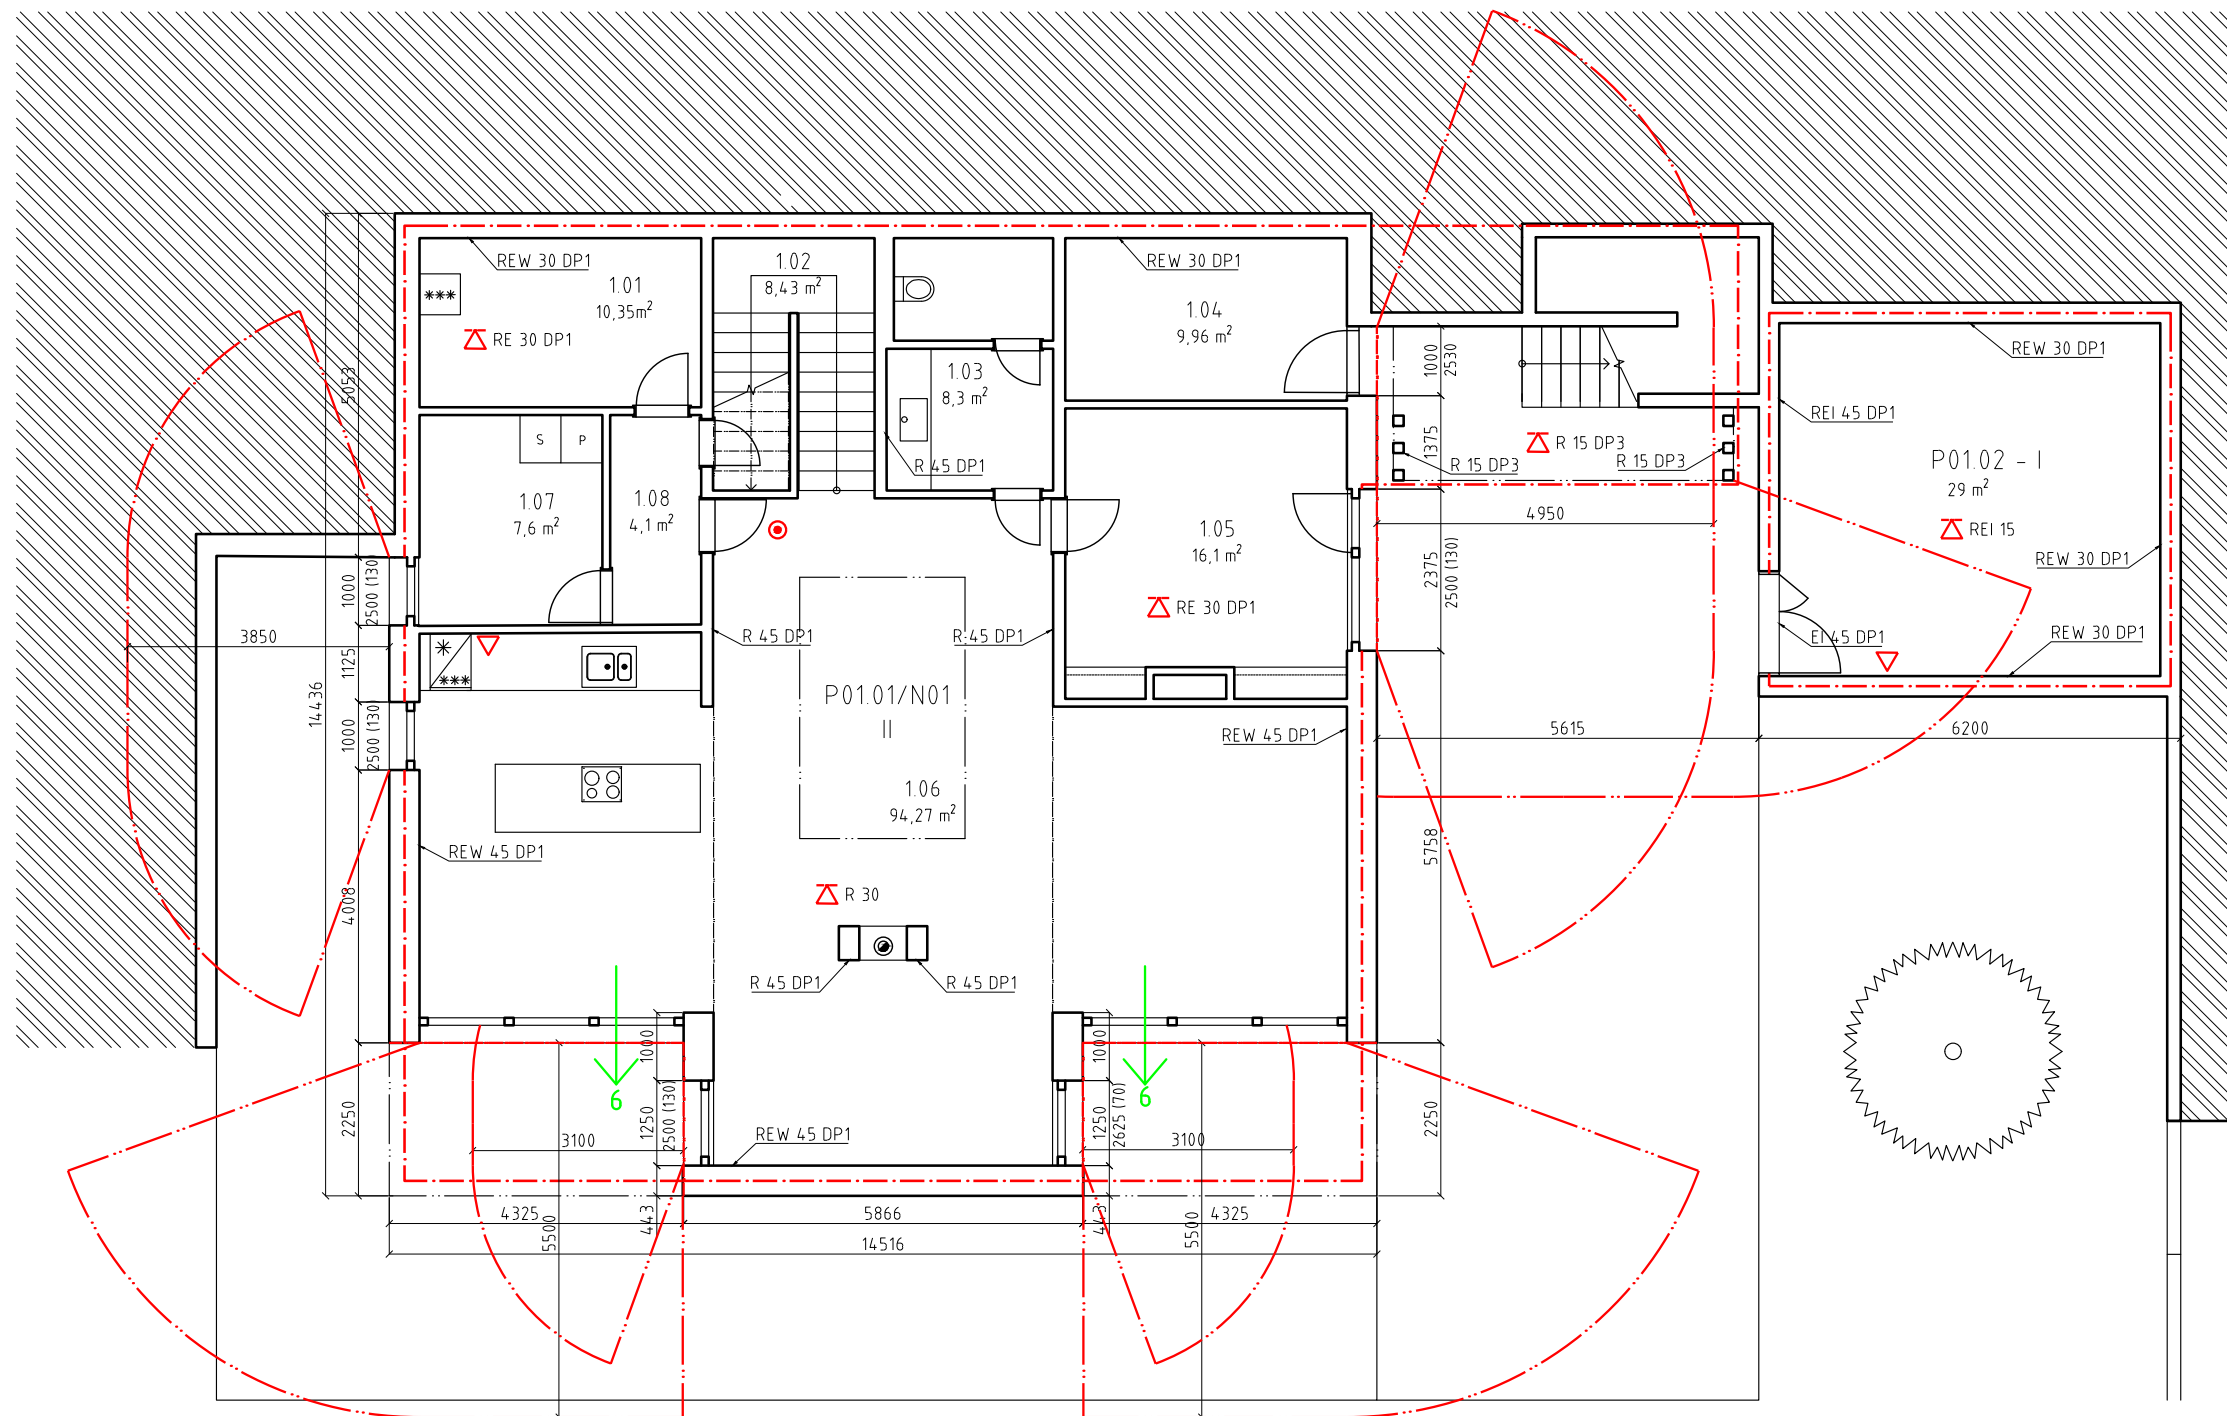 REW 30 DP1
1.01
10,35m²
RE 30 DP1
1.02
8,43 m²
REW 30 DP1
1.04
9,96 m²
1.03
8,3 m²
R 45 DP1
1000
2530
1375
R 15 DP3
R 15 DP3
R 15 DP3
REW 30 DP1
REI 45 DP1
P01.02 - I
29 m²
REI 15
REW 30 DP1
REW 30 DP1
EI 45 DP1
5053
S
P
1.07
7,6 m²
1.08
4,1 m²
1.05
16,1 m²
RE 30 DP1
4950
2375
2500 (130)
3850
1000
2500 (130)
1125
14436
1000
2500 (130)
R 45 DP1
R 45 DP1
P01.01/N01
II
REW 45 DP1
5615
6200
1.06
94,27 m²
REW 45 DP1
5758
4008
R 30
R 45 DP1
R 45 DP1
6
6
1000
1000
2250
1250
2500 (130)
3100
REW 45 DP1
1250
2625 (70)
3100
2250
4325
443
5866
443
4325
5500
5500
14516